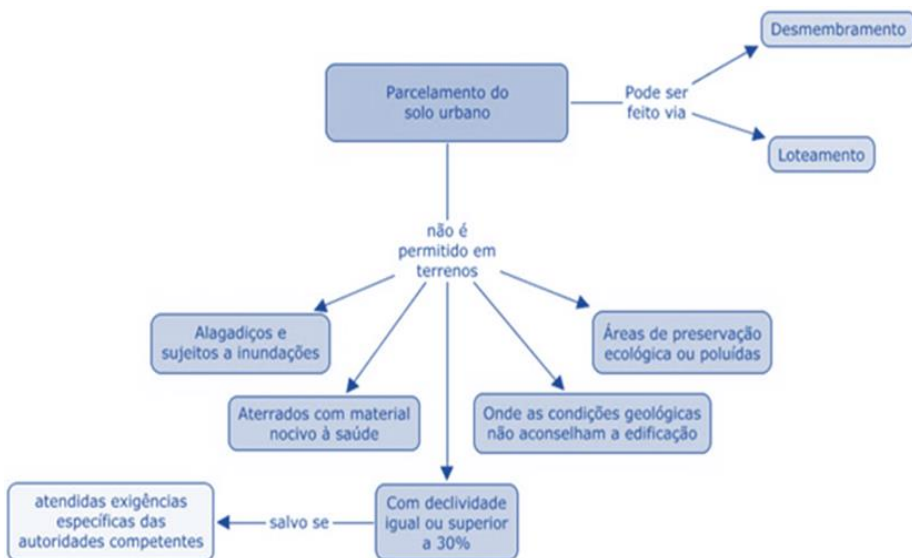 Desmembramento
Parcelamento do
solo urbano
Pode ser
feito via
Loteamento
não é
permitido em
terrenos
Alagadiços e
sujeitos a inundações
Áreas de preservação
ecológica ou poluídas
Aterrados com material
nocivo à saúde
Onde as condições geológicas
não aconselham a edificação
atendidas exigências
específicas das
autoridades competentes
salvo se
Com declividade
igual ou superior
a 30%